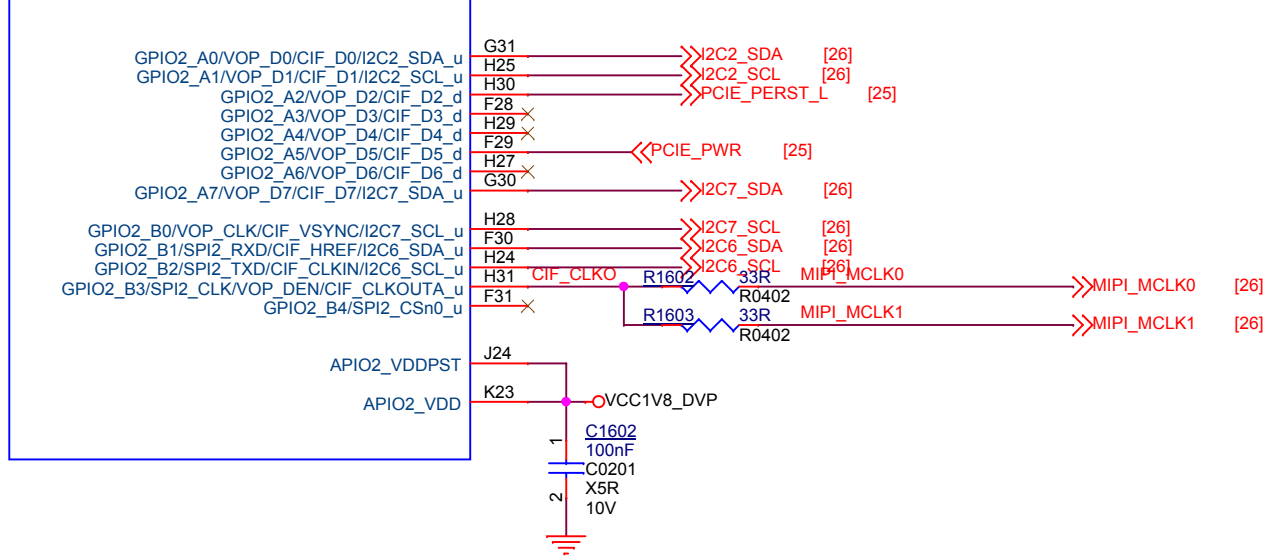 GPIO2_A0/VOP_D0/CIF_D0/I2C2_SDA_u G31 I2C2_SDA [26]
GPIO2_A1/VOP_D1/CIF_D1/I2C2_SCL_u H25 I2C2_SCL [26]
GPIO2_A2/VOP_D2/CIF_D2_d H30 PCIE_PERST_L [25]
GPIO2_A3/VOP_D3/CIF_D3_d F28
GPIO2_A4/VOP_D4/CIF_D4_d H29
GPIO2_A5/VOP_D5/CIF_D5_d F29 PCIE_PWR [25]
GPIO2_A6/VOP_D6/CIF_D6_d H27
GPIO2_A7/VOP_D7/CIF_D7/I2C7_SDA_u G30 I2C7_SDA [26]
GPIO2_B0/VOP_CLK/CIF_VSYNC/I2C7_SCL_u H28 I2C7_SCL [26]
GPIO2_B1/SPI2_RXD/CIF_HREF/I2C6_SDA_u F30 I2C6_SDA [26]
GPIO2_B2/SPI2_TXD/CIF_CLKIN/I2C6_SCL_u H24 I2C6_SCL [26]
GPIO2_B3/SPI2_CLK/VOP_DEN/CIF_CLKOUTA_u H31 CIF_CLKO R1602 33R MIPI_MCLK0 MIPI_MCLK0 [26]
R0402
GPIO2_B4/SPI2_CSn0_u F31
R1603 33R MIPI_MCLK1 MIPI_MCLK1 [26]
R0402
APIO2_VDDPST J24
APIO2_VDD K23 VCC1V8_DVP
1
C1602
100nF
C0201
X5R
10V
2